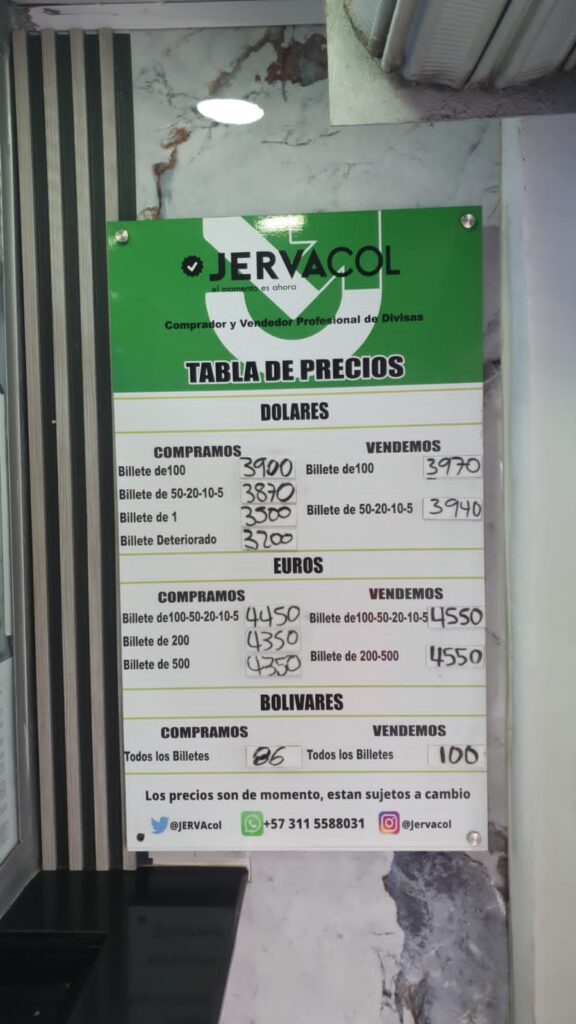 JERVACOL
el momento es ahora
Comprador y Vendedor Profesional de Divisas
TABLA DE PRECIOS
DOLARES
COMPRAMOS VENDEMOS
Billete de100 3900 Billete de100 3970
Billete de 50-20-10-5 3870 Billete de 50-20-10-5 3940
Billete de 1 3500
Billete Deteriorado 3200
EUROS
COMPRAMOS VENDEMOS
Billete de100-50-20-10-5 4450 Billete de100-50-20-10-5 4550
Billete de 200 4350
Billete de 500 4350 Billete de 200-500 4550
BOLIVARES
COMPRAMOS VENDEMOS
Todos los Billetes 86 Todos los Billetes 100
Los precios son de momento, estan sujetos a cambio
@JERVAcol +57 311 5588031 @Jervacol